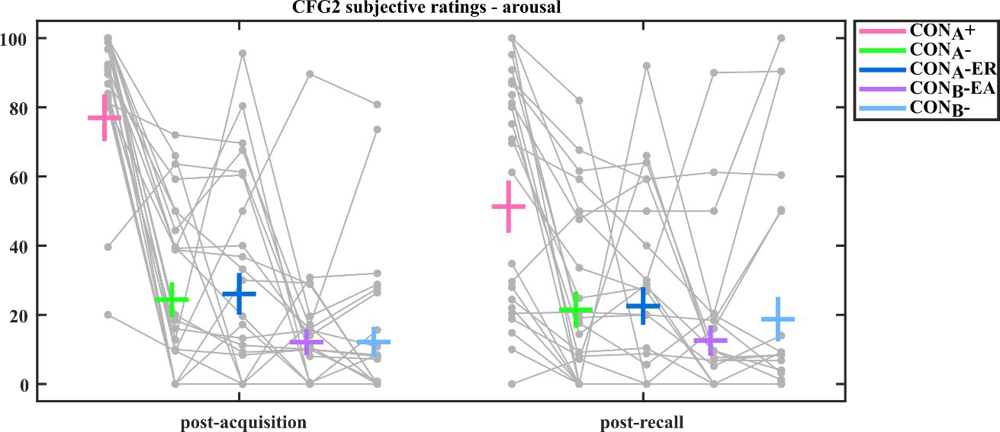 CFG2 subjective ratings - arousal
100
80
60
40
20
0
post-acquisition
post-recall
CONA+
CONA-
CONA-ER
CONB-EA
CONB-